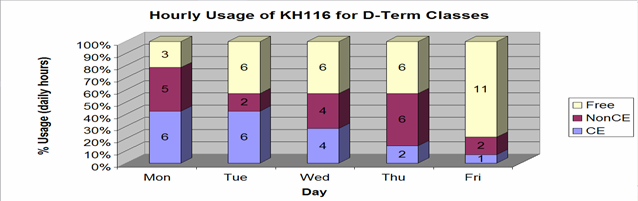 Hourly Usage of KH116 for D-Term Classes
% Usage (daily hours)
100%
90%
80%
70%
60%
50%
40%
30%
20%
10%
0%
3 6 6 6 11
5 2 4 6 2
6 6 4 2 1
Mon Tue Wed Thu Fri
Day
Free
NonCE
CE